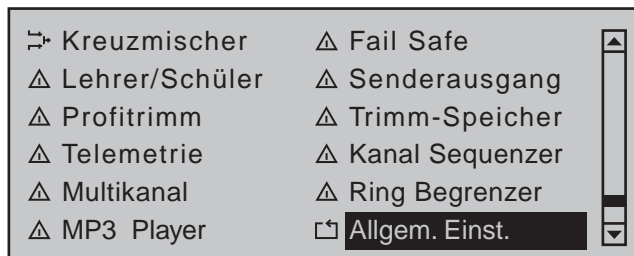 Kreuzmischer Fail Safe
Lehrer/Schüler Senderausgang
Profitrimm Trimm-Speicher
Telemetrie Kanal Sequenzer
Multikanal Ring Begrenzer
MP3 Player Allgem. Einst.